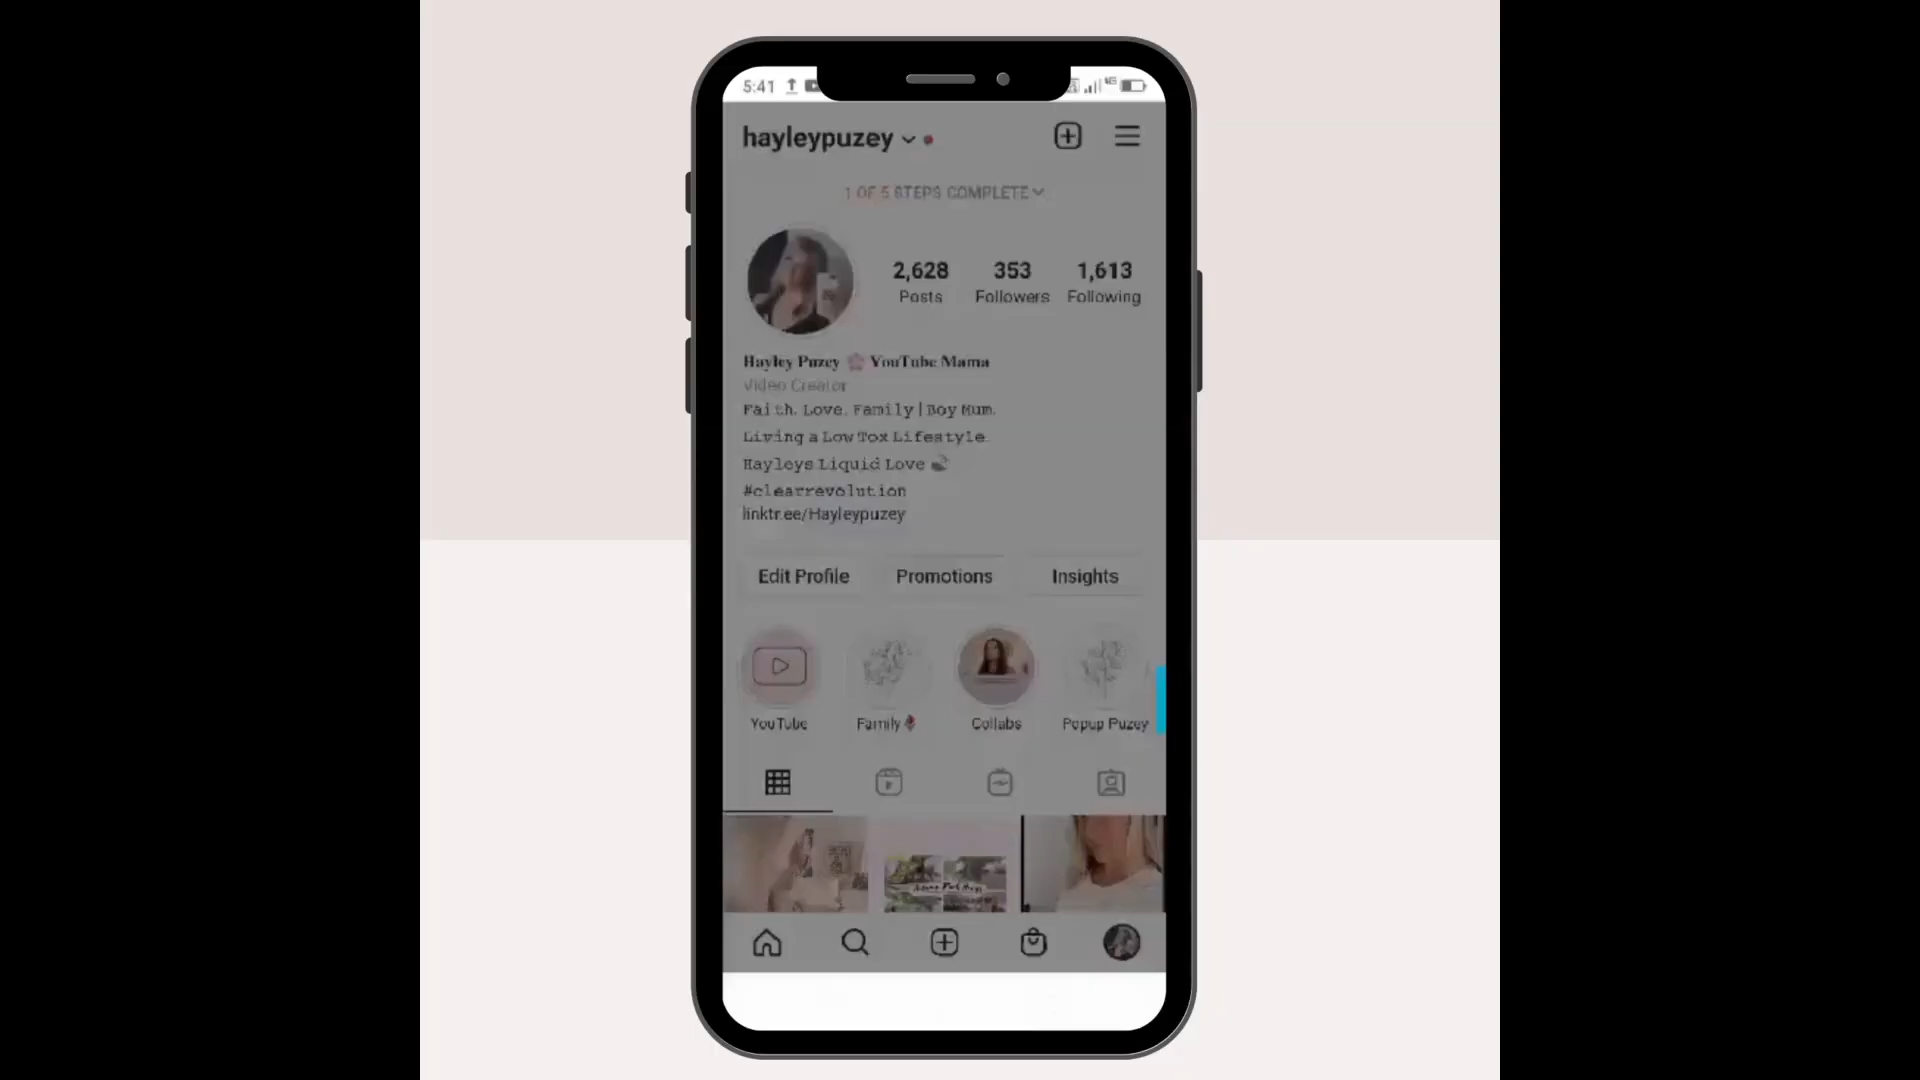 5:41
hayleypuzey
1 OF 5 STEPS COMPLETE
2,628 353 1,613
Posts Followers Following
Hayley Puzey 🌸 YouTube Mama
Video Creator
Faith. Love. Family | Boy Mum.
Living a Low Tox Lifestyle.
Hayleys Liquid Love
#clearrevolution
linktr.ee/Hayleypuzey
Edit Profile Promotions Insights
YouTube Family Collabs Popup Puzey